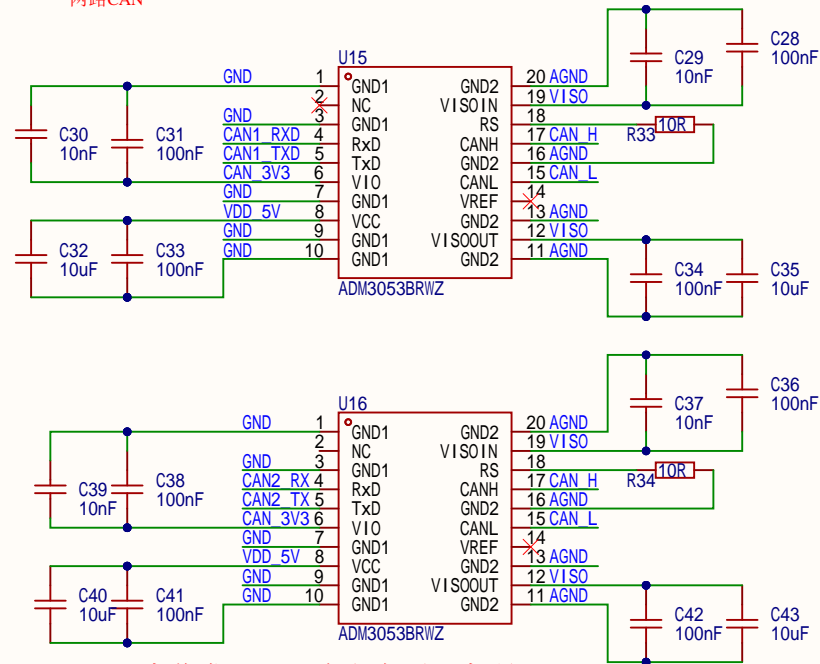 两路CAN
U15
GND 1 GND1
2 NC
GND 3 GND1
CAN1_RXD 4 RxD
CAN1_TXD 5 TxD
CAN_3V3 6 VIO
GND 7 GND1
VDD_5V 8 VCC
GND 9 GND1
GND 10 GND1
GND2 20 AGND
VISOIN 19 VISO
RS 18
CANH 17 CAN_H
GND2 16 AGND
CANL 15 CAN_L
VREF 14
GND2 13 AGND
VISOOUT 12 VISO
GND2 11 AGND
ADM3053BRWZ
C30
10nF
C31
100nF
C32
10uF
C33
100nF
C29
10nF
C28
100nF
R33
10R
C34
100nF
C35
10uF
U16
GND 1 GND1
2 NC
GND 3 GND1
CAN2_RX 4 RxD
CAN2_TX 5 TxD
CAN_3V3 6 VIO
GND 7 GND1
VDD_5V 8 VCC
GND 9 GND1
GND 10 GND1
GND2 20 AGND
VISOIN 19 VISO
RS 18
CANH 17 CAN_H
GND2 16 AGND
CANL 15 CAN_L
VREF 14
GND2 13 AGND
VISOOUT 12 VISO
GND2 11 AGND
ADM3053BRWZ
C39
10nF
C38
100nF
C40
10uF
C41
100nF
C37
10nF
C36
100nF
R34
10R
C42
100nF
C43
10uF